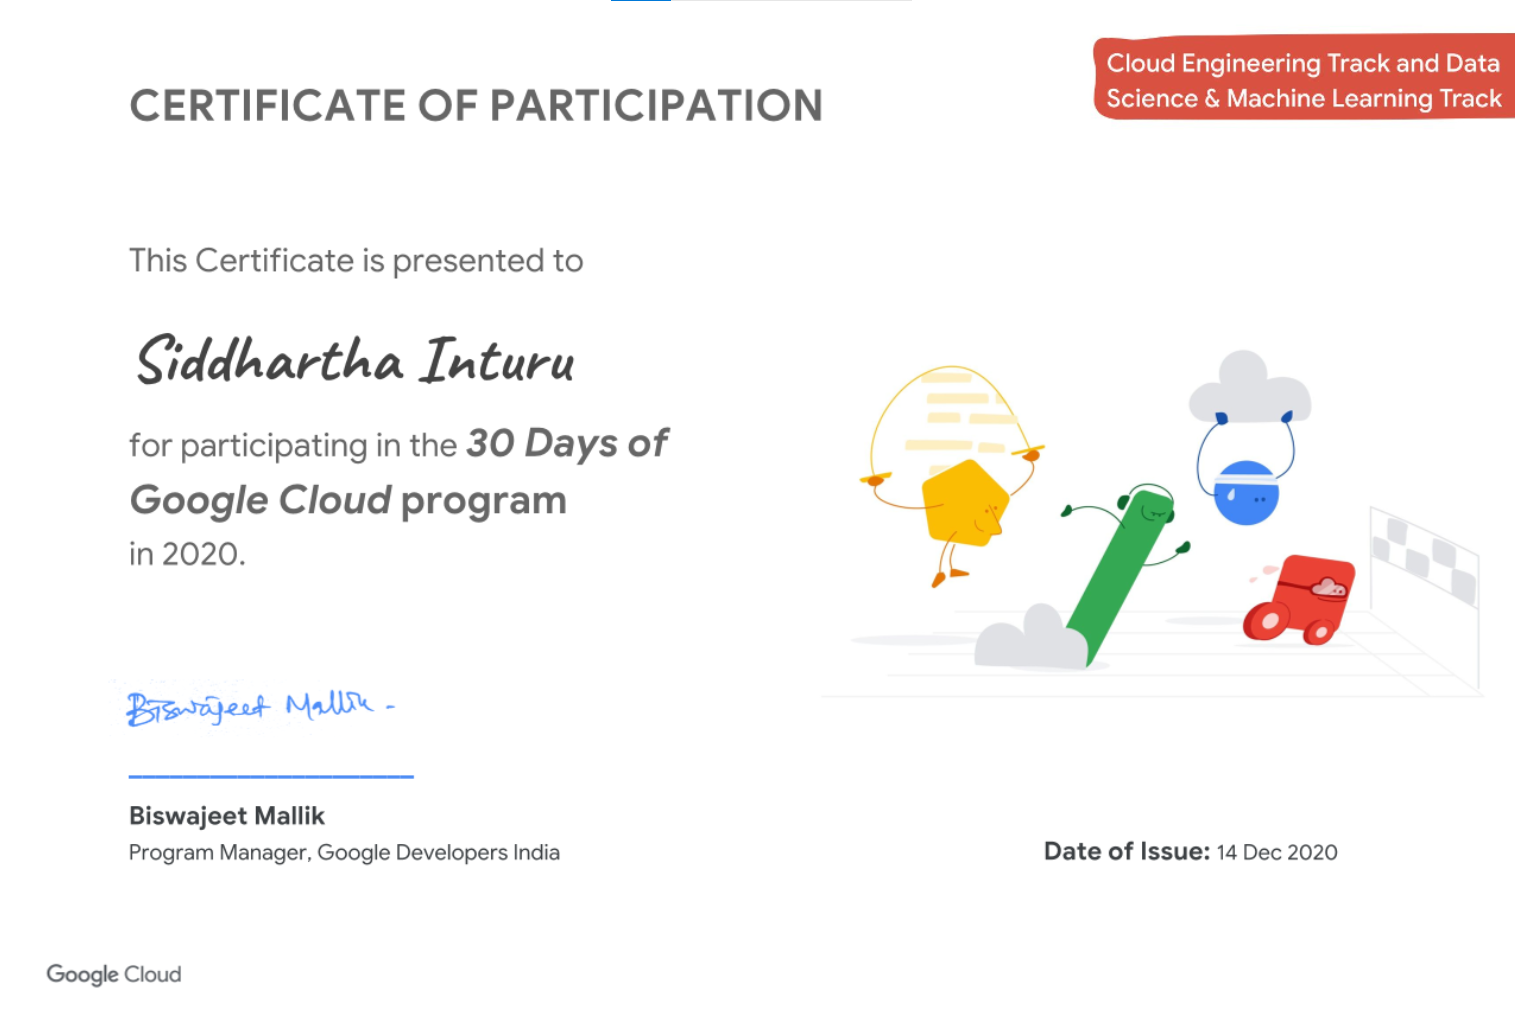 Cloud Engineering Track and Data
Science & Machine Learning Track
CERTIFICATE OF PARTICIPATION
This Certificate is presented to
Siddhartha Inturu
for participating in the 30 Days of
Google Cloud program
in 2020.
Biswajeet Mallik -
Biswajeet Mallik
Program Manager, Google Developers India
Date of Issue: 14 Dec 2020
Google Cloud